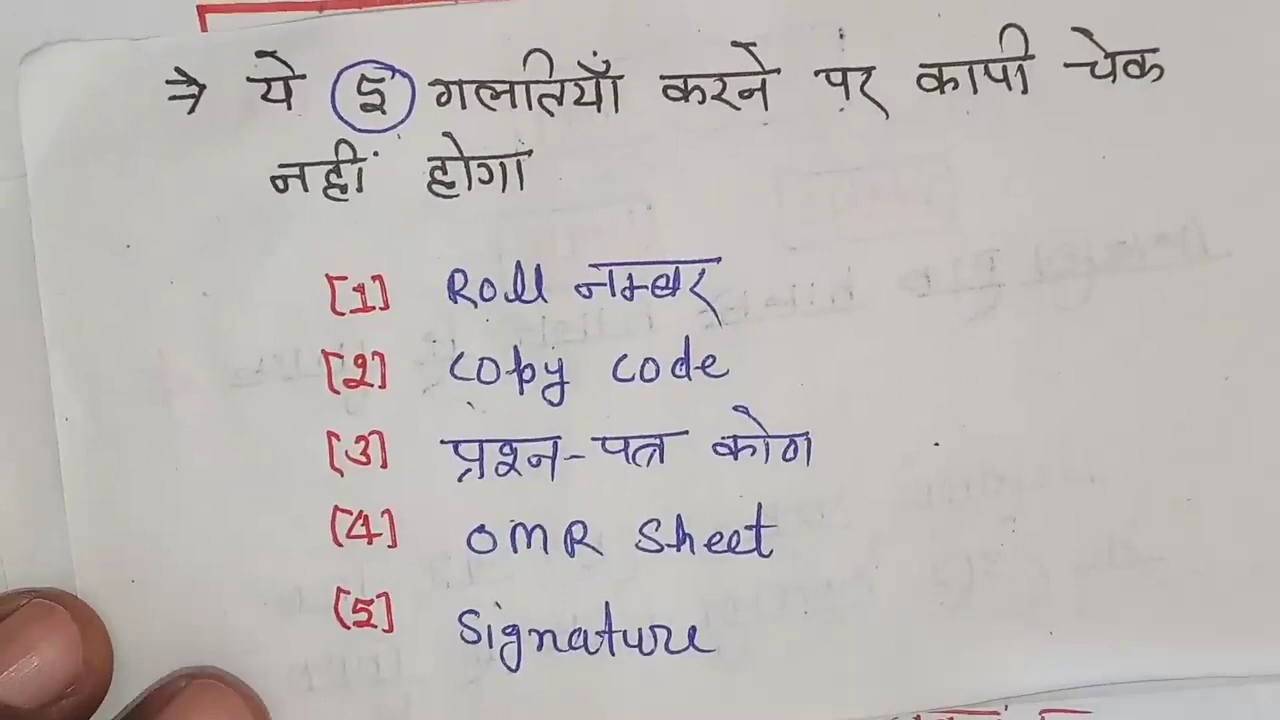 → ये 5 गलतियाँ करने पर कापी चेक
नहीं होगा
[1] Roll नम्बर
[2] copy code
[3] प्रश्न-पत्र कोग
[4] OMR Sheet
[5] Signature